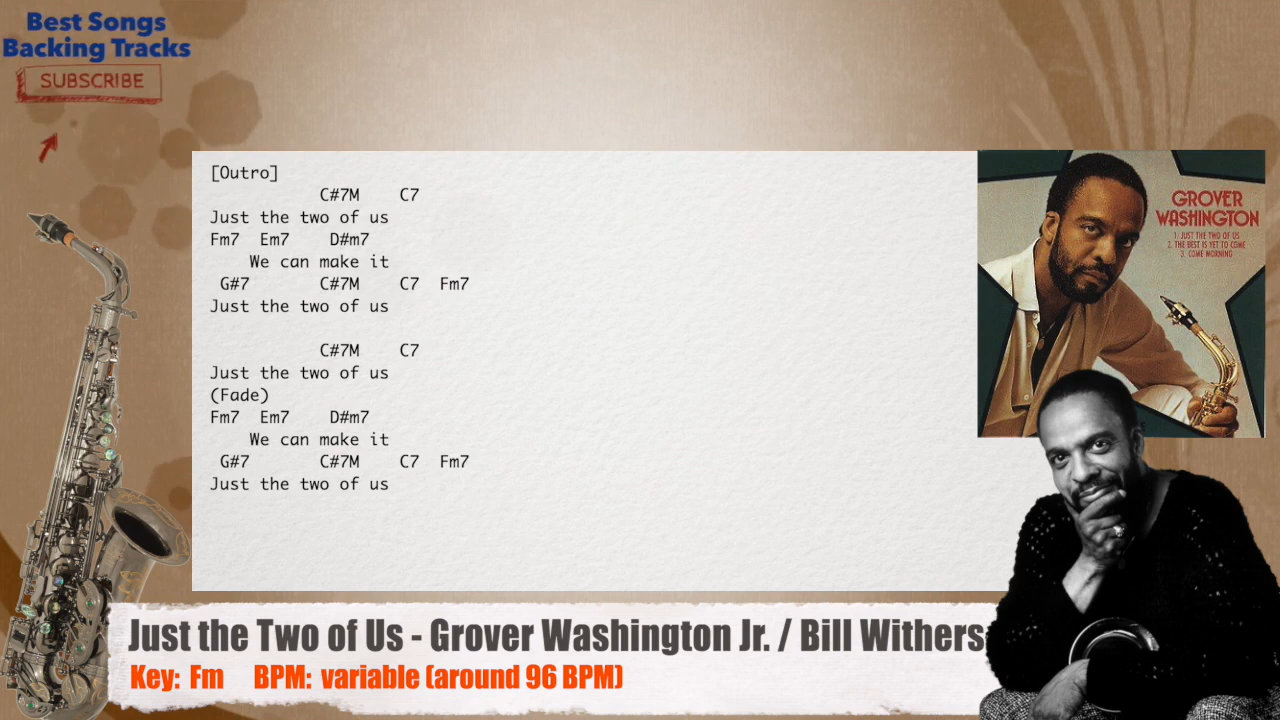 Best Songs
Backing Tracks
SUBSCRIBE
[Outro]
C#7M C7
Just the two of us
Fm7 Em7 D#m7
We can make it
G#7 C#7M C7 Fm7
Just the two of us
C#7M C7
Just the two of us
(Fade)
Fm7 Em7 D#m7
We can make it
G#7 C#7M C7 Fm7
Just the two of us
GROVER
WASHINGTON
1. JUST THE TWO OF US
2. THE BEST IS YET TO COME
3. COME MORNING
Just the Two of Us - Grover Washington Jr. / Bill Withers
Key: Fm BPM: variable (around 96 BPM)